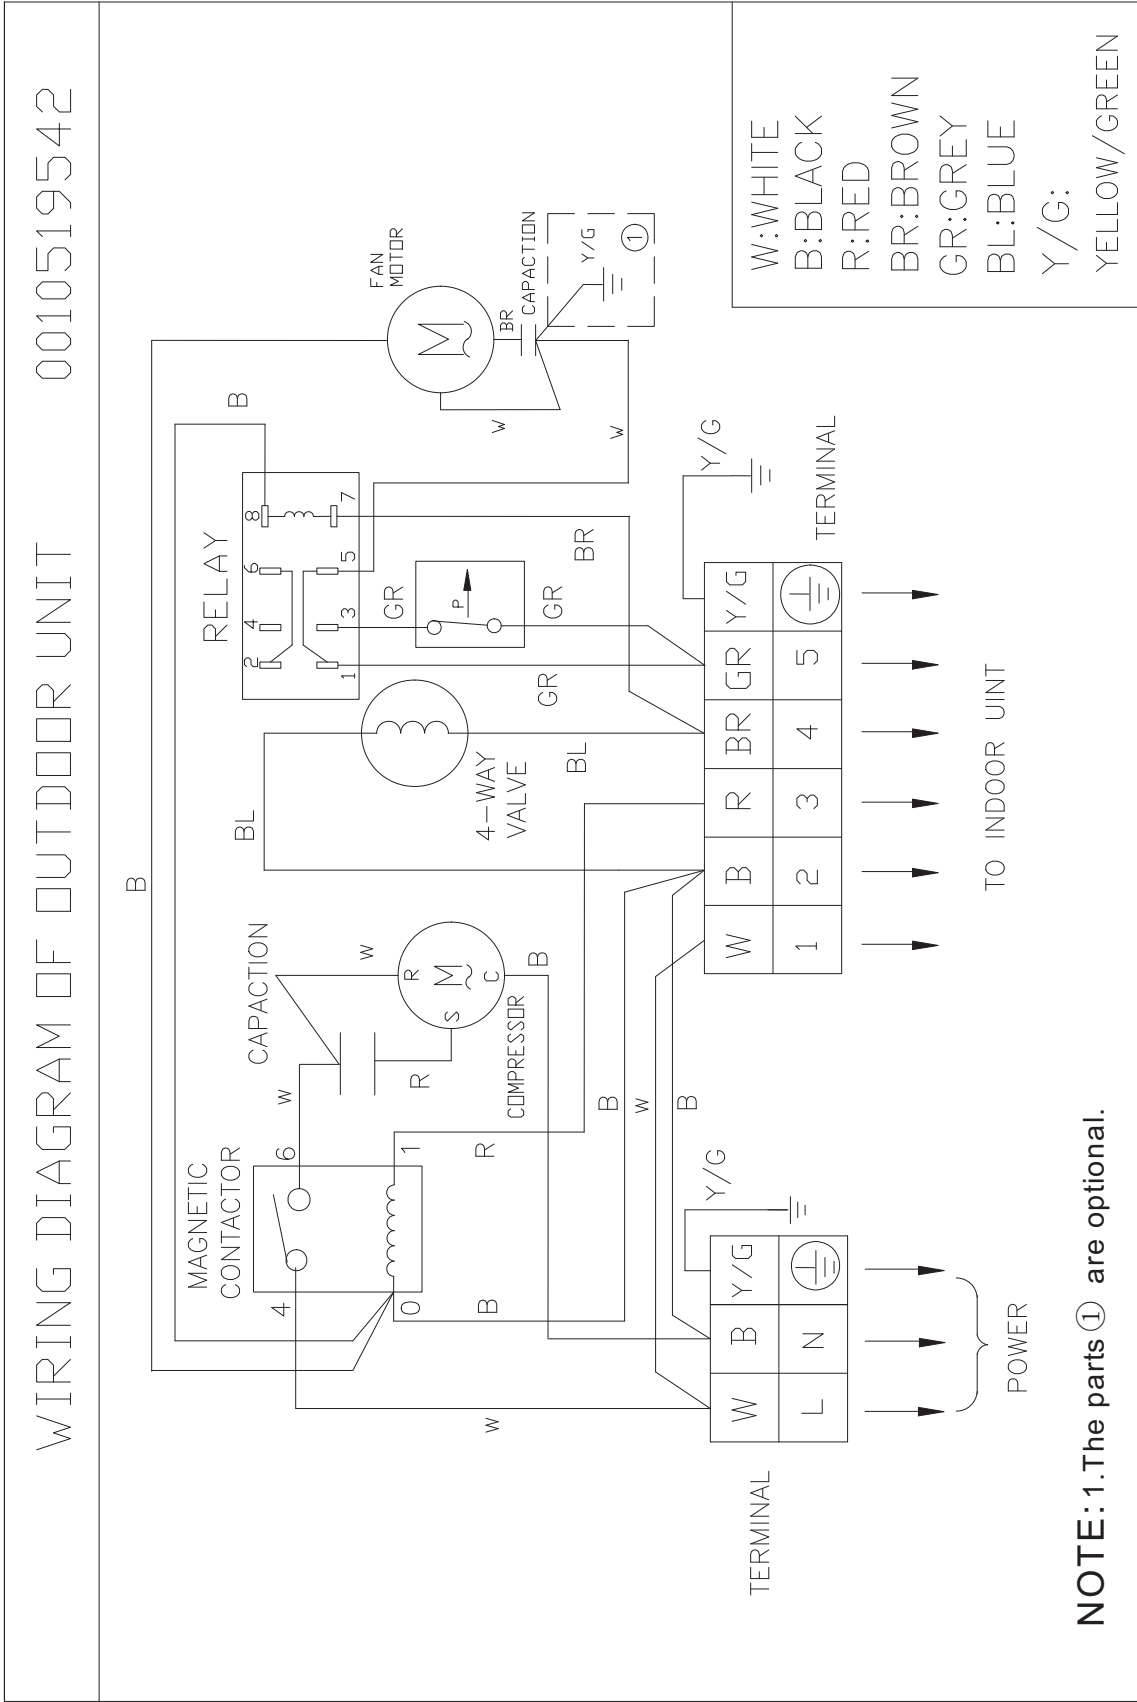 WIRING DIAGRAM OF OUTDOOR UNIT 0010519542
B
B
MAGNETIC
CONTACTOR
4
6
0
1
W
CAPACTION
W
R
R
S
M
C
COMPRESSOR
B
B
R
W
BL
4-WAY
VALVE
BL
RELAY
2
4
6
8
1
3
5
7
GR
P
GR
GR
BR
FAN
MOTOR
M
BR
CAPACTION
Y/G
①
W
W
B
W
B
Y/G
Y/G
TERMINAL
W B Y/G
L N
POWER
W B R BR GR Y/G
1 2 3 4 5
TERMINAL
TO INDOOR UINT
W:WHITE
B:BLACK
R:RED
BR:BROWN
GR:GREY
BL:BLUE
Y/G:
YELLOW/GREEN
NOTE: 1.The parts ① are optional.